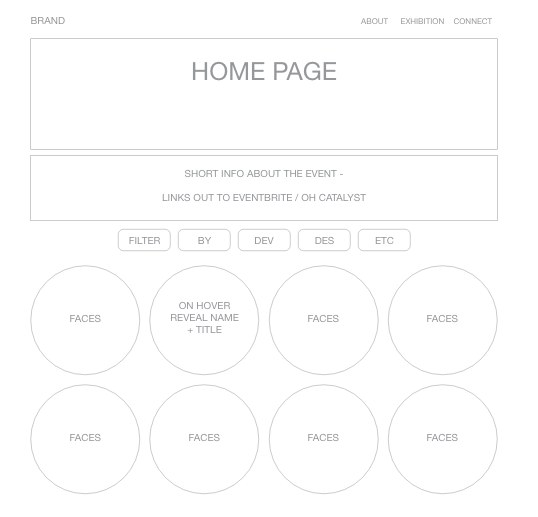 BRAND
ABOUT EXHIBITION CONNECT
HOME PAGE
SHORT INFO ABOUT THE EVENT -
LINKS OUT TO EVENTBRITE / OH CATALYST
FILTER BY DEV DES ETC
FACES
ON HOVER
REVEAL NAME
+ TITLE
FACES
FACES
FACES
FACES
FACES
FACES